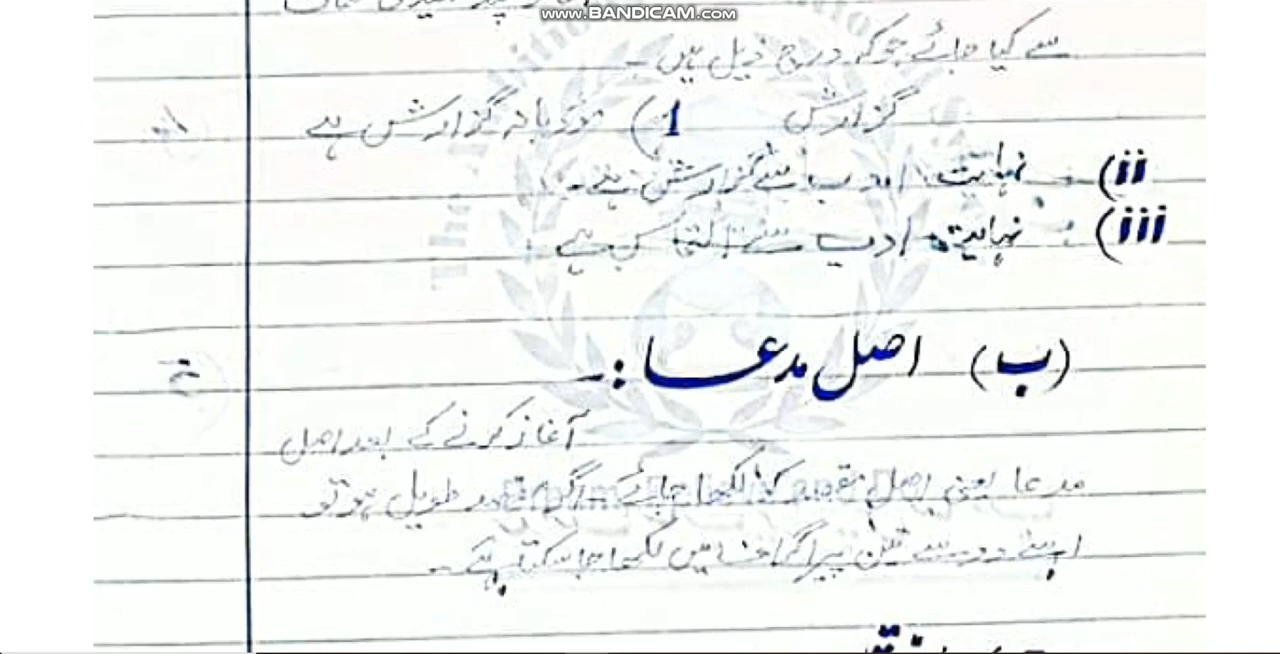 www.BANDICAM.com
سے کیا جائے جو کہ درج ذیل ہیں۔
گزارش 1) مودبانہ گزارش ہے
ii) نہایت ادب سے گزارش ہے۔
iii) نہایت ادب سے التماس ہے
(ب) اصل مدعا :۔
آغاز کرنے کے بعد اصل
مدعا یعنی اصل مقصد کو لکھا جائے اگر مقصد طویل ہو تو
اسے دو سے تین پیراگراف میں لکھا جا سکتا ہے۔